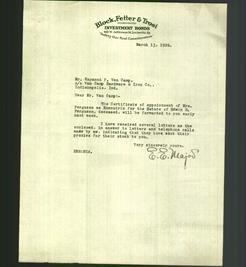 Block, Fetter & Trost
INVESTMENT BONDS
March 13, 1926.
Mr. Raymond P. Van Camp,
c/o Van Camp Hardware & Iron Co.,
Indianapolis, Ind.
Dear Mr. Van Camp:-
The Certificate of appointment of Mrs.
Ferguson as Executrix for the Estate of Edwin H.
Ferguson, deceased, will be forwarded to you early
next week.
I have received several letters as the
enclosed, in answer to letters and telephone calls
made by me, indicating that they have sent their
proxies for their stock to you.
Very sincerely yours,
E. E. Major